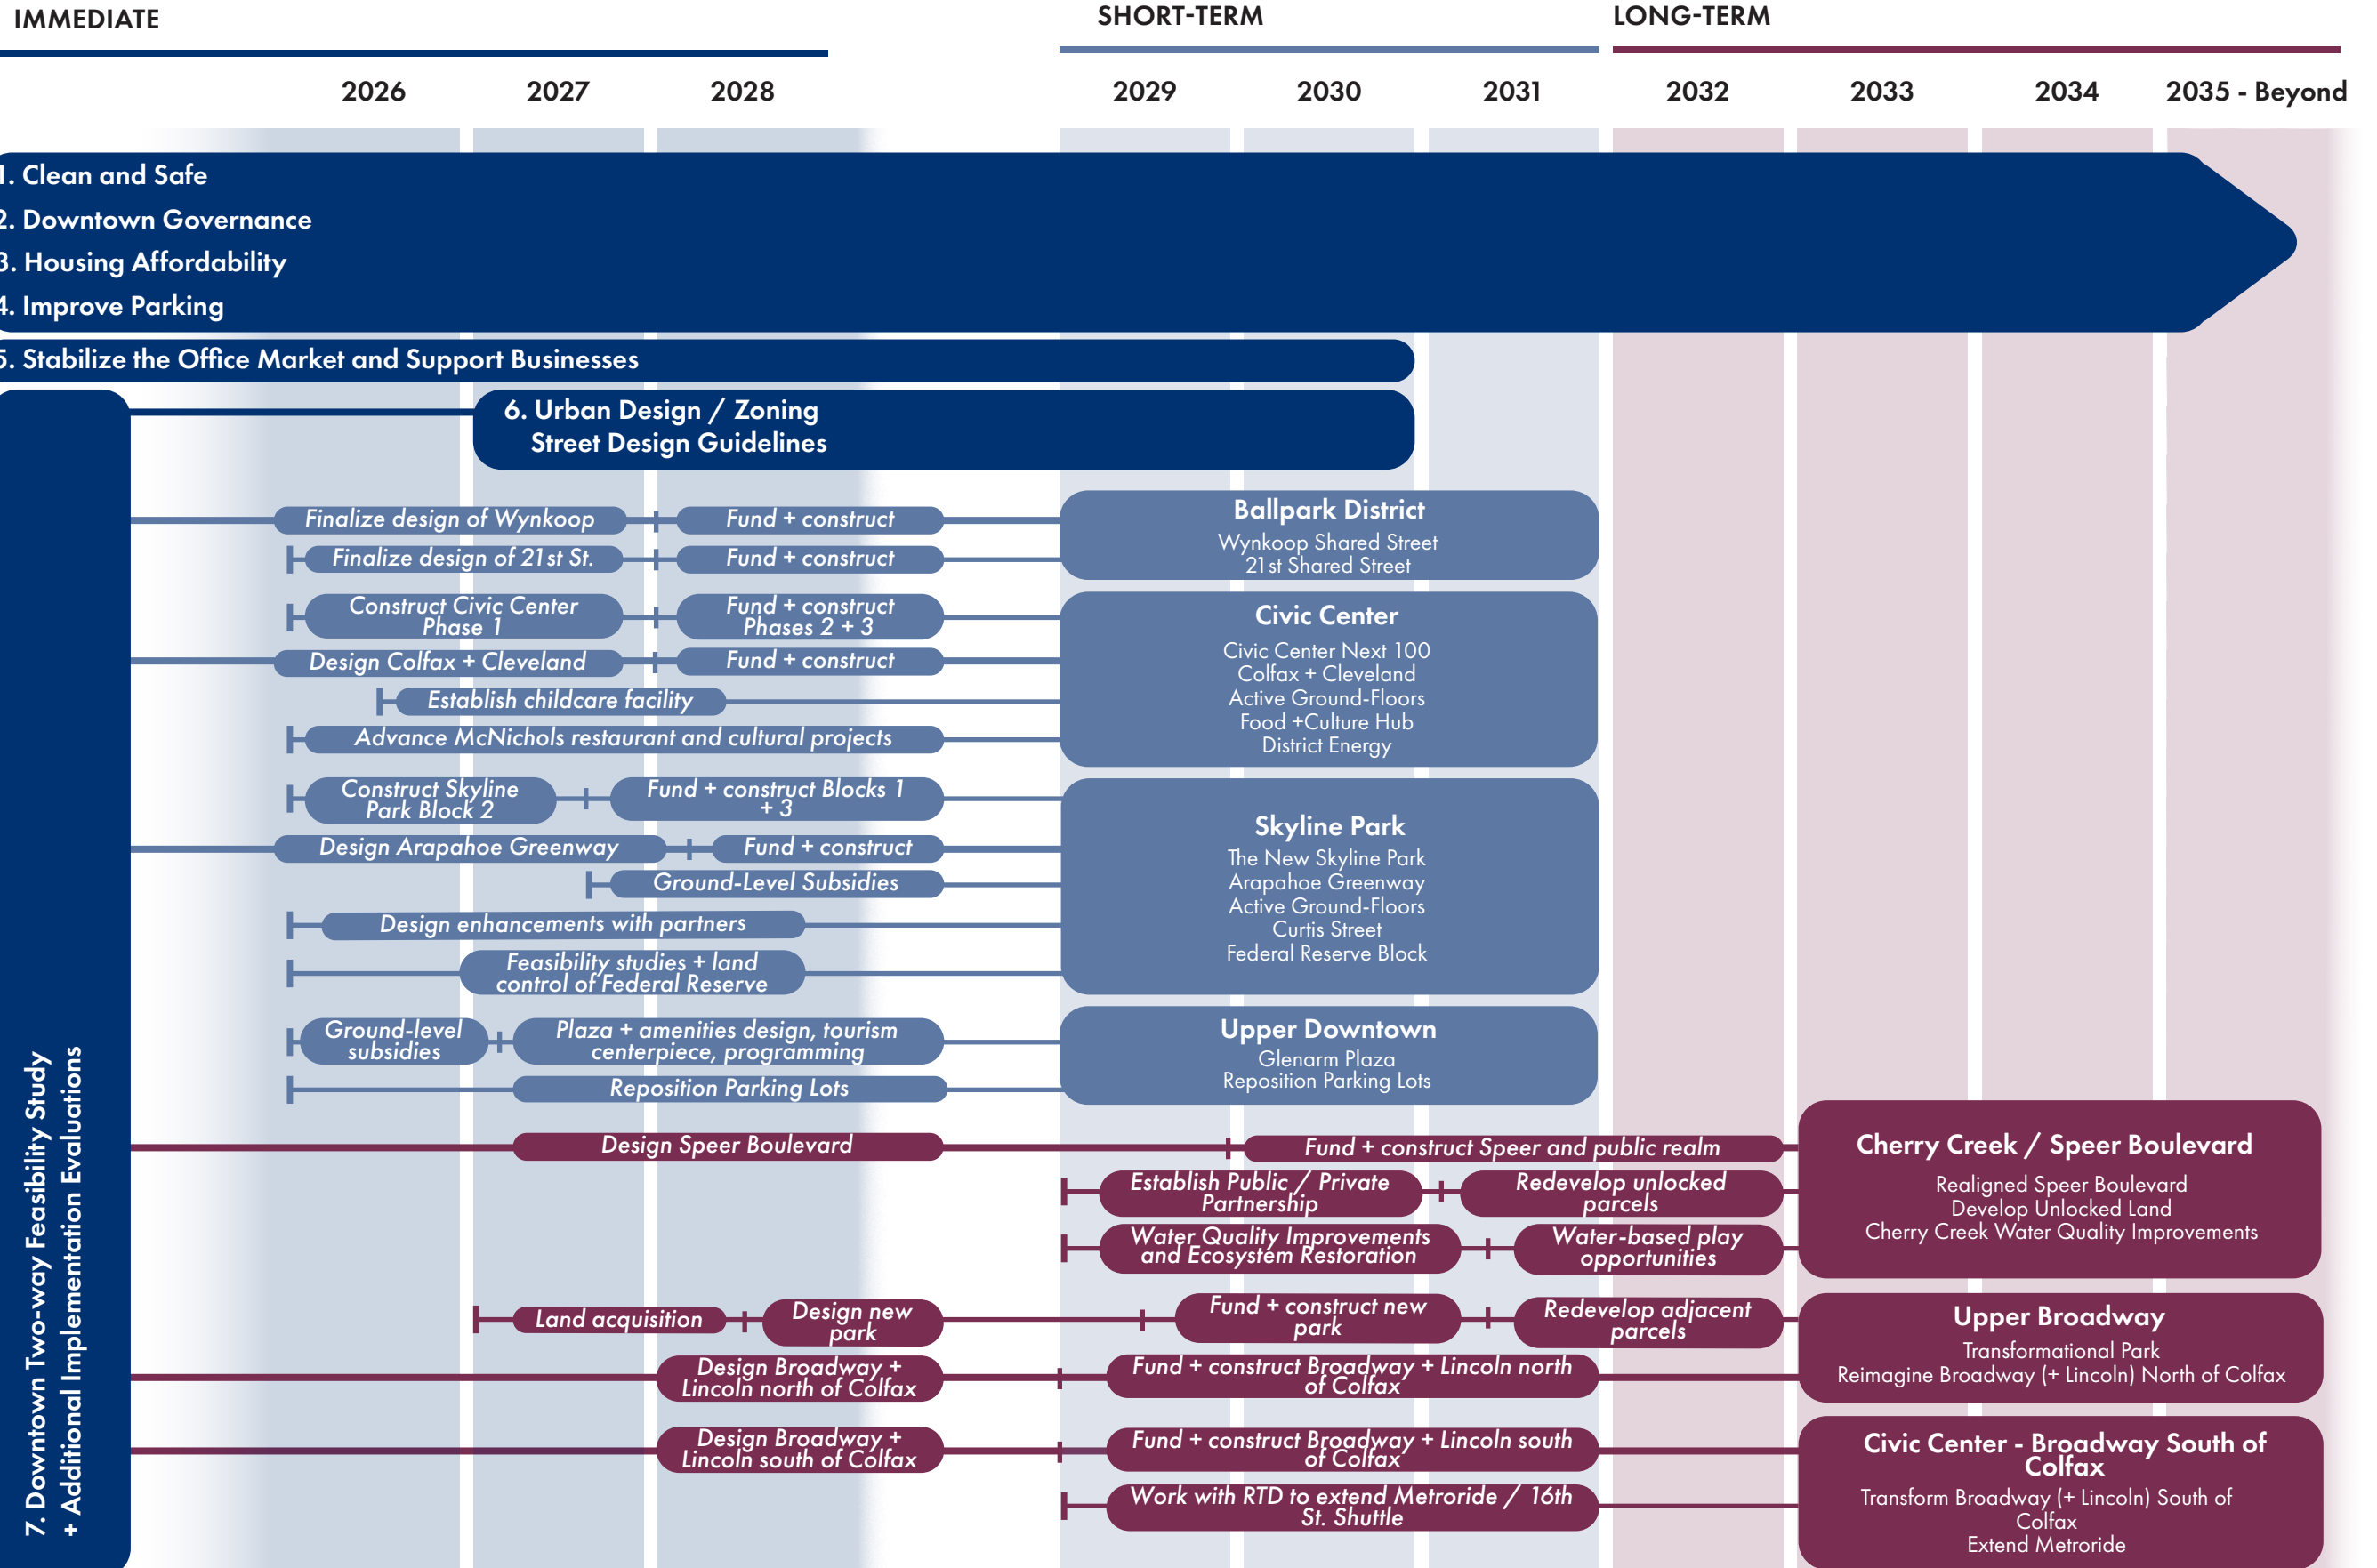 IMMEDIATE
SHORT-TERM
LONG-TERM
2026
2027
2028
2029
2030
2031
2032
2033
2034
2035 - Beyond
1. Clean and Safe
2. Downtown Governance
3. Housing Affordability
4. Improve Parking
5. Stabilize the Office Market and Support Businesses
6. Urban Design / Zoning
Street Design Guidelines
7. Downtown Two-way Feasibility Study
+ Additional Implementation Evaluations
Finalize design of Wynkoop
Fund + construct
Finalize design of 21st St.
Fund + construct
Ballpark District
Wynkoop Shared Street
21st Shared Street
Construct Civic Center
Phase 1
Fund + construct
Phases 2 + 3
Design Colfax + Cleveland
Fund + construct
Establish childcare facility
Advance McNichols restaurant and cultural projects
Civic Center
Civic Center Next 100
Colfax + Cleveland
Active Ground-Floors
Food +Culture Hub
District Energy
Construct Skyline
Park Block 2
Fund + construct Blocks 1
+ 3
Design Arapahoe Greenway
Fund + construct
Ground-Level Subsidies
Design enhancements with partners
Feasibility studies + land
control of Federal Reserve
Skyline Park
The New Skyline Park
Arapahoe Greenway
Active Ground-Floors
Curtis Street
Federal Reserve Block
Ground-level
subsidies
Plaza + amenities design, tourism
centerpiece, programming
Reposition Parking Lots
Upper Downtown
Glenarm Plaza
Reposition Parking Lots
Design Speer Boulevard
Fund + construct Speer and public realm
Establish Public / Private
Partnership
Redevelop unlocked
parcels
Water Quality Improvements
and Ecosystem Restoration
Water-based play
opportunities
Cherry Creek / Speer Boulevard
Realigned Speer Boulevard
Develop Unlocked Land
Cherry Creek Water Quality Improvements
Land acquisition
Design new
park
Fund + construct new
park
Redevelop adjacent
parcels
Design Broadway +
Lincoln north of Colfax
Fund + construct Broadway + Lincoln north
of Colfax
Upper Broadway
Transformational Park
Reimagine Broadway (+ Lincoln) North of Colfax
Design Broadway +
Lincoln south of Colfax
Fund + construct Broadway + Lincoln south
of Colfax
Work with RTD to extend Metroride / 16th
St. Shuttle
Civic Center - Broadway South of
Colfax
Transform Broadway (+ Lincoln) South of
Colfax
Extend Metroride